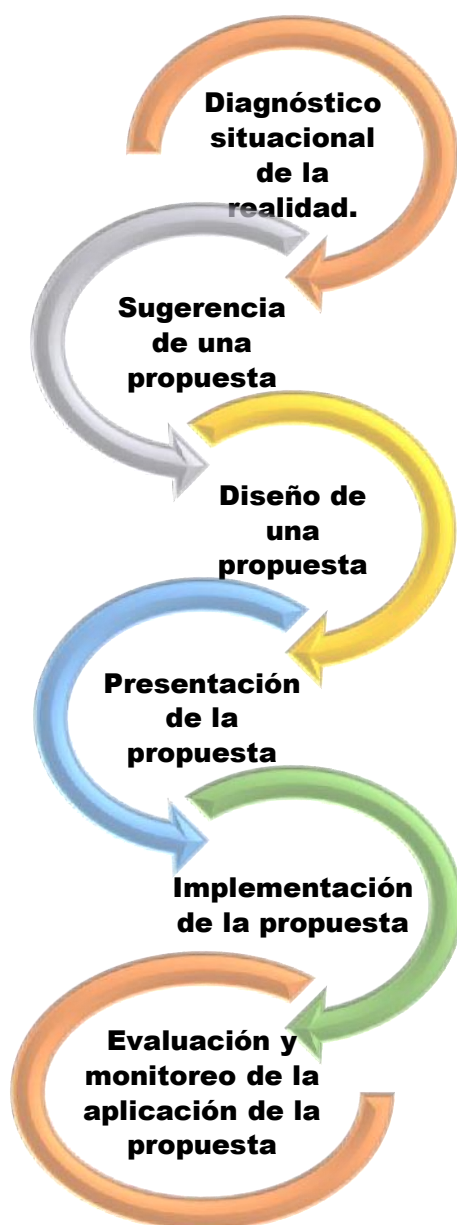 Diagnóstico
situacional
de la
realidad.
Sugerencia
de una
propuesta
Diseño de
una
propuesta
Presentación
de la
propuesta
Implementación
de la propuesta
Evaluación y
monitoreo de la
aplicación de la
propuesta